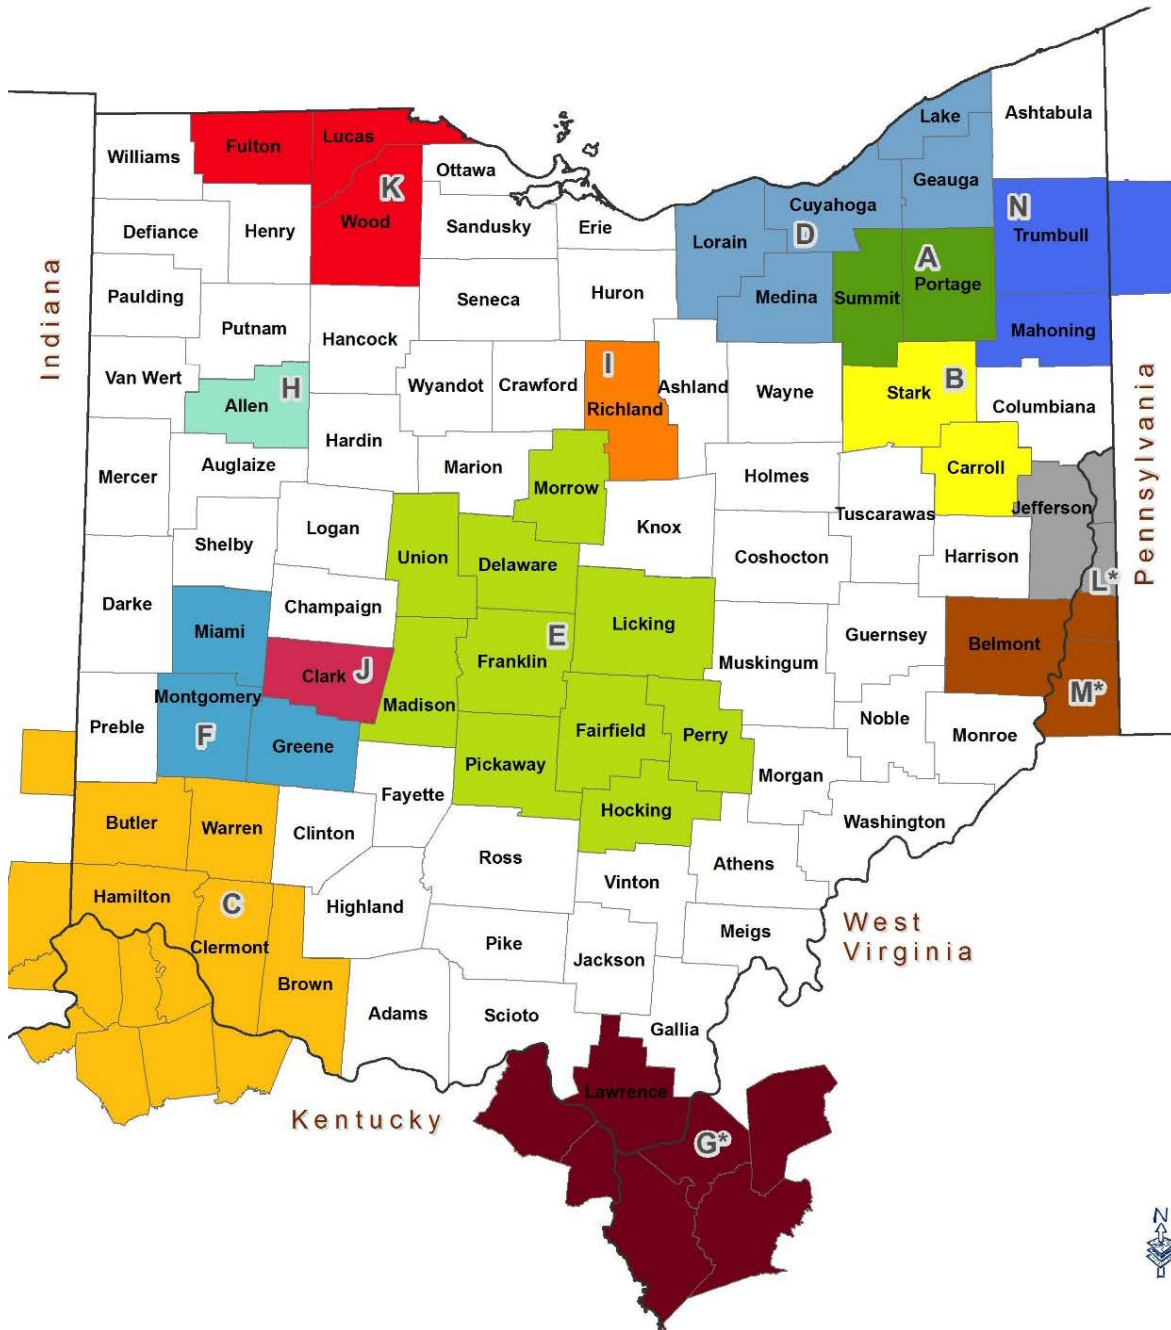 Ashtabula
Lake
Lucas
Fulton
Williams
Ottawa
Geauga
K
Cuyahoga
N
Wood
Sandusky
Erie
Trumbull
Defiance
Henry
D
Lorain
A
Portage
Paulding
Seneca
Huron
Medina
Summit
Indiana
Putnam
Hancock
Mahoning
I
Van Wert
H
Wyandot
Crawford
Ashland
Wayne
B
Stark
Allen
Richland
Columbiana
Pennsylvania
Hardin
Auglaize
Marion
Carroll
Mercer
Morrow
Holmes
Jefferson
Tuscarawas
Logan
Knox
Shelby
Union
Delaware
Coshocton
Harrison
L*
Darke
Champaign
Miami
Licking
Guernsey
E
Belmont
Franklin
Muskingum
Clark
J
Montgomery
Madison
M*
Noble
Preble
F
Greene
Fairfield
Perry
Monroe
Pickaway
Morgan
Fayette
Hocking
Butler
Warren
Clinton
Washington
Ross
Athens
Vinton
Hamilton
C
Highland
West
Virginia
Meigs
Clermont
Pike
Jackson
Brown
Adams
Scioto
Gallia
Lawrence
Kentucky
G*
N